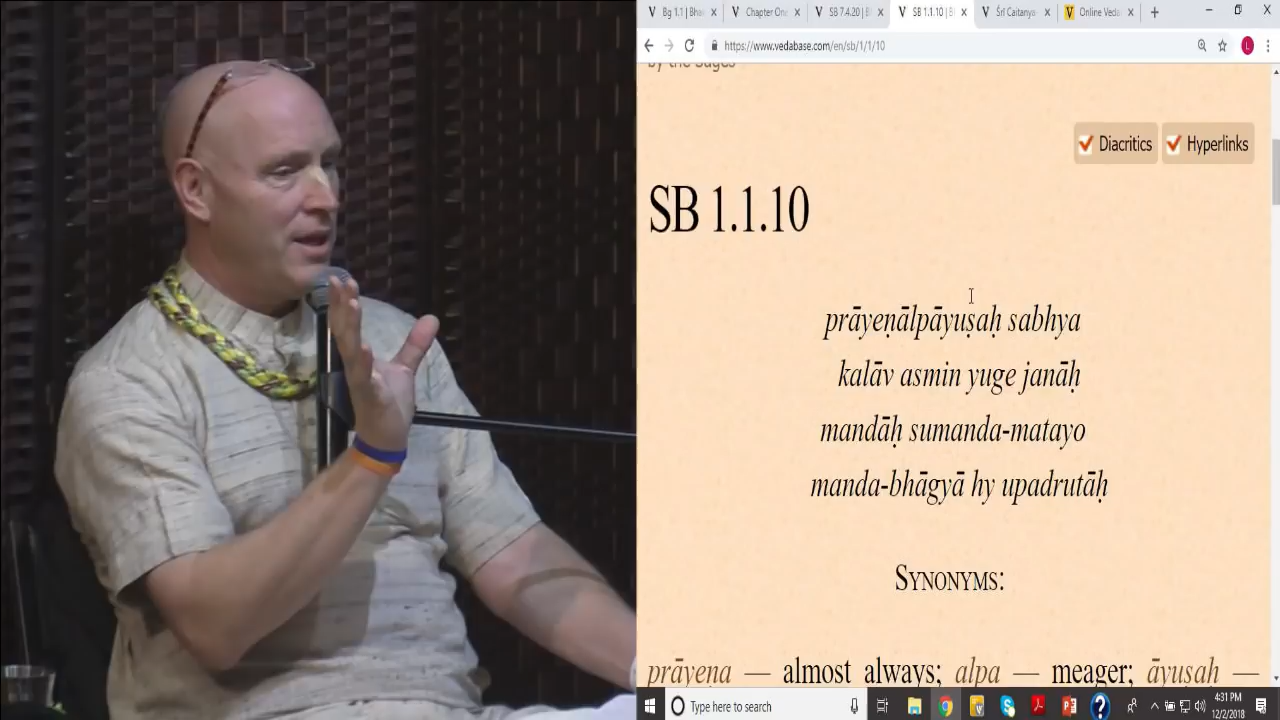 Bg 1.1 | Bha
Chapter One
SB 7.4.20 | B
SB 1.1.10 | B
Śrī Caitanya
Online Veda
https://www.vedabase.com/en/sb/1/1/10
by the Sages
Diacritics
Hyperlinks
SB 1.1.10
prāyeṇālpāyuṣaḥ sabhya
kalāv asmin yuge janāḥ
mandāḥ sumanda-matayo
manda-bhāgyā hy upadrutāḥ
SYNONYMS:
prāyeṇa — almost always; alpa — meager; āyuṣaḥ —
Type here to search
4:31 PM
12/2/2018